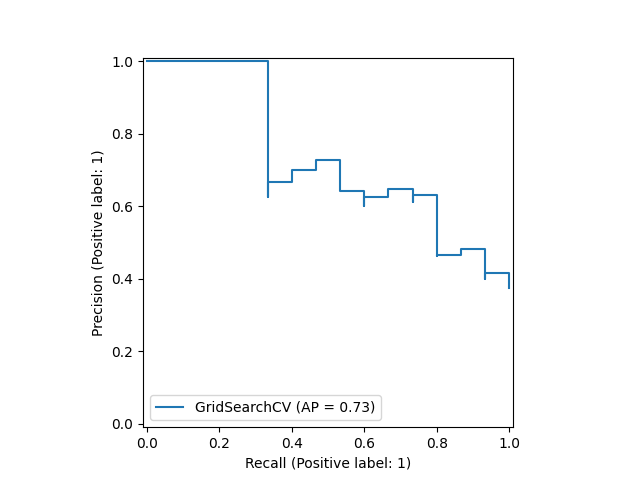 1.0
0.8
0.6
0.4
0.2
0.0
Precision (Positive label: 1)
GridSearchCV (AP = 0.73)
0.0 0.2 0.4 0.6 0.8 1.0
Recall (Positive label: 1)